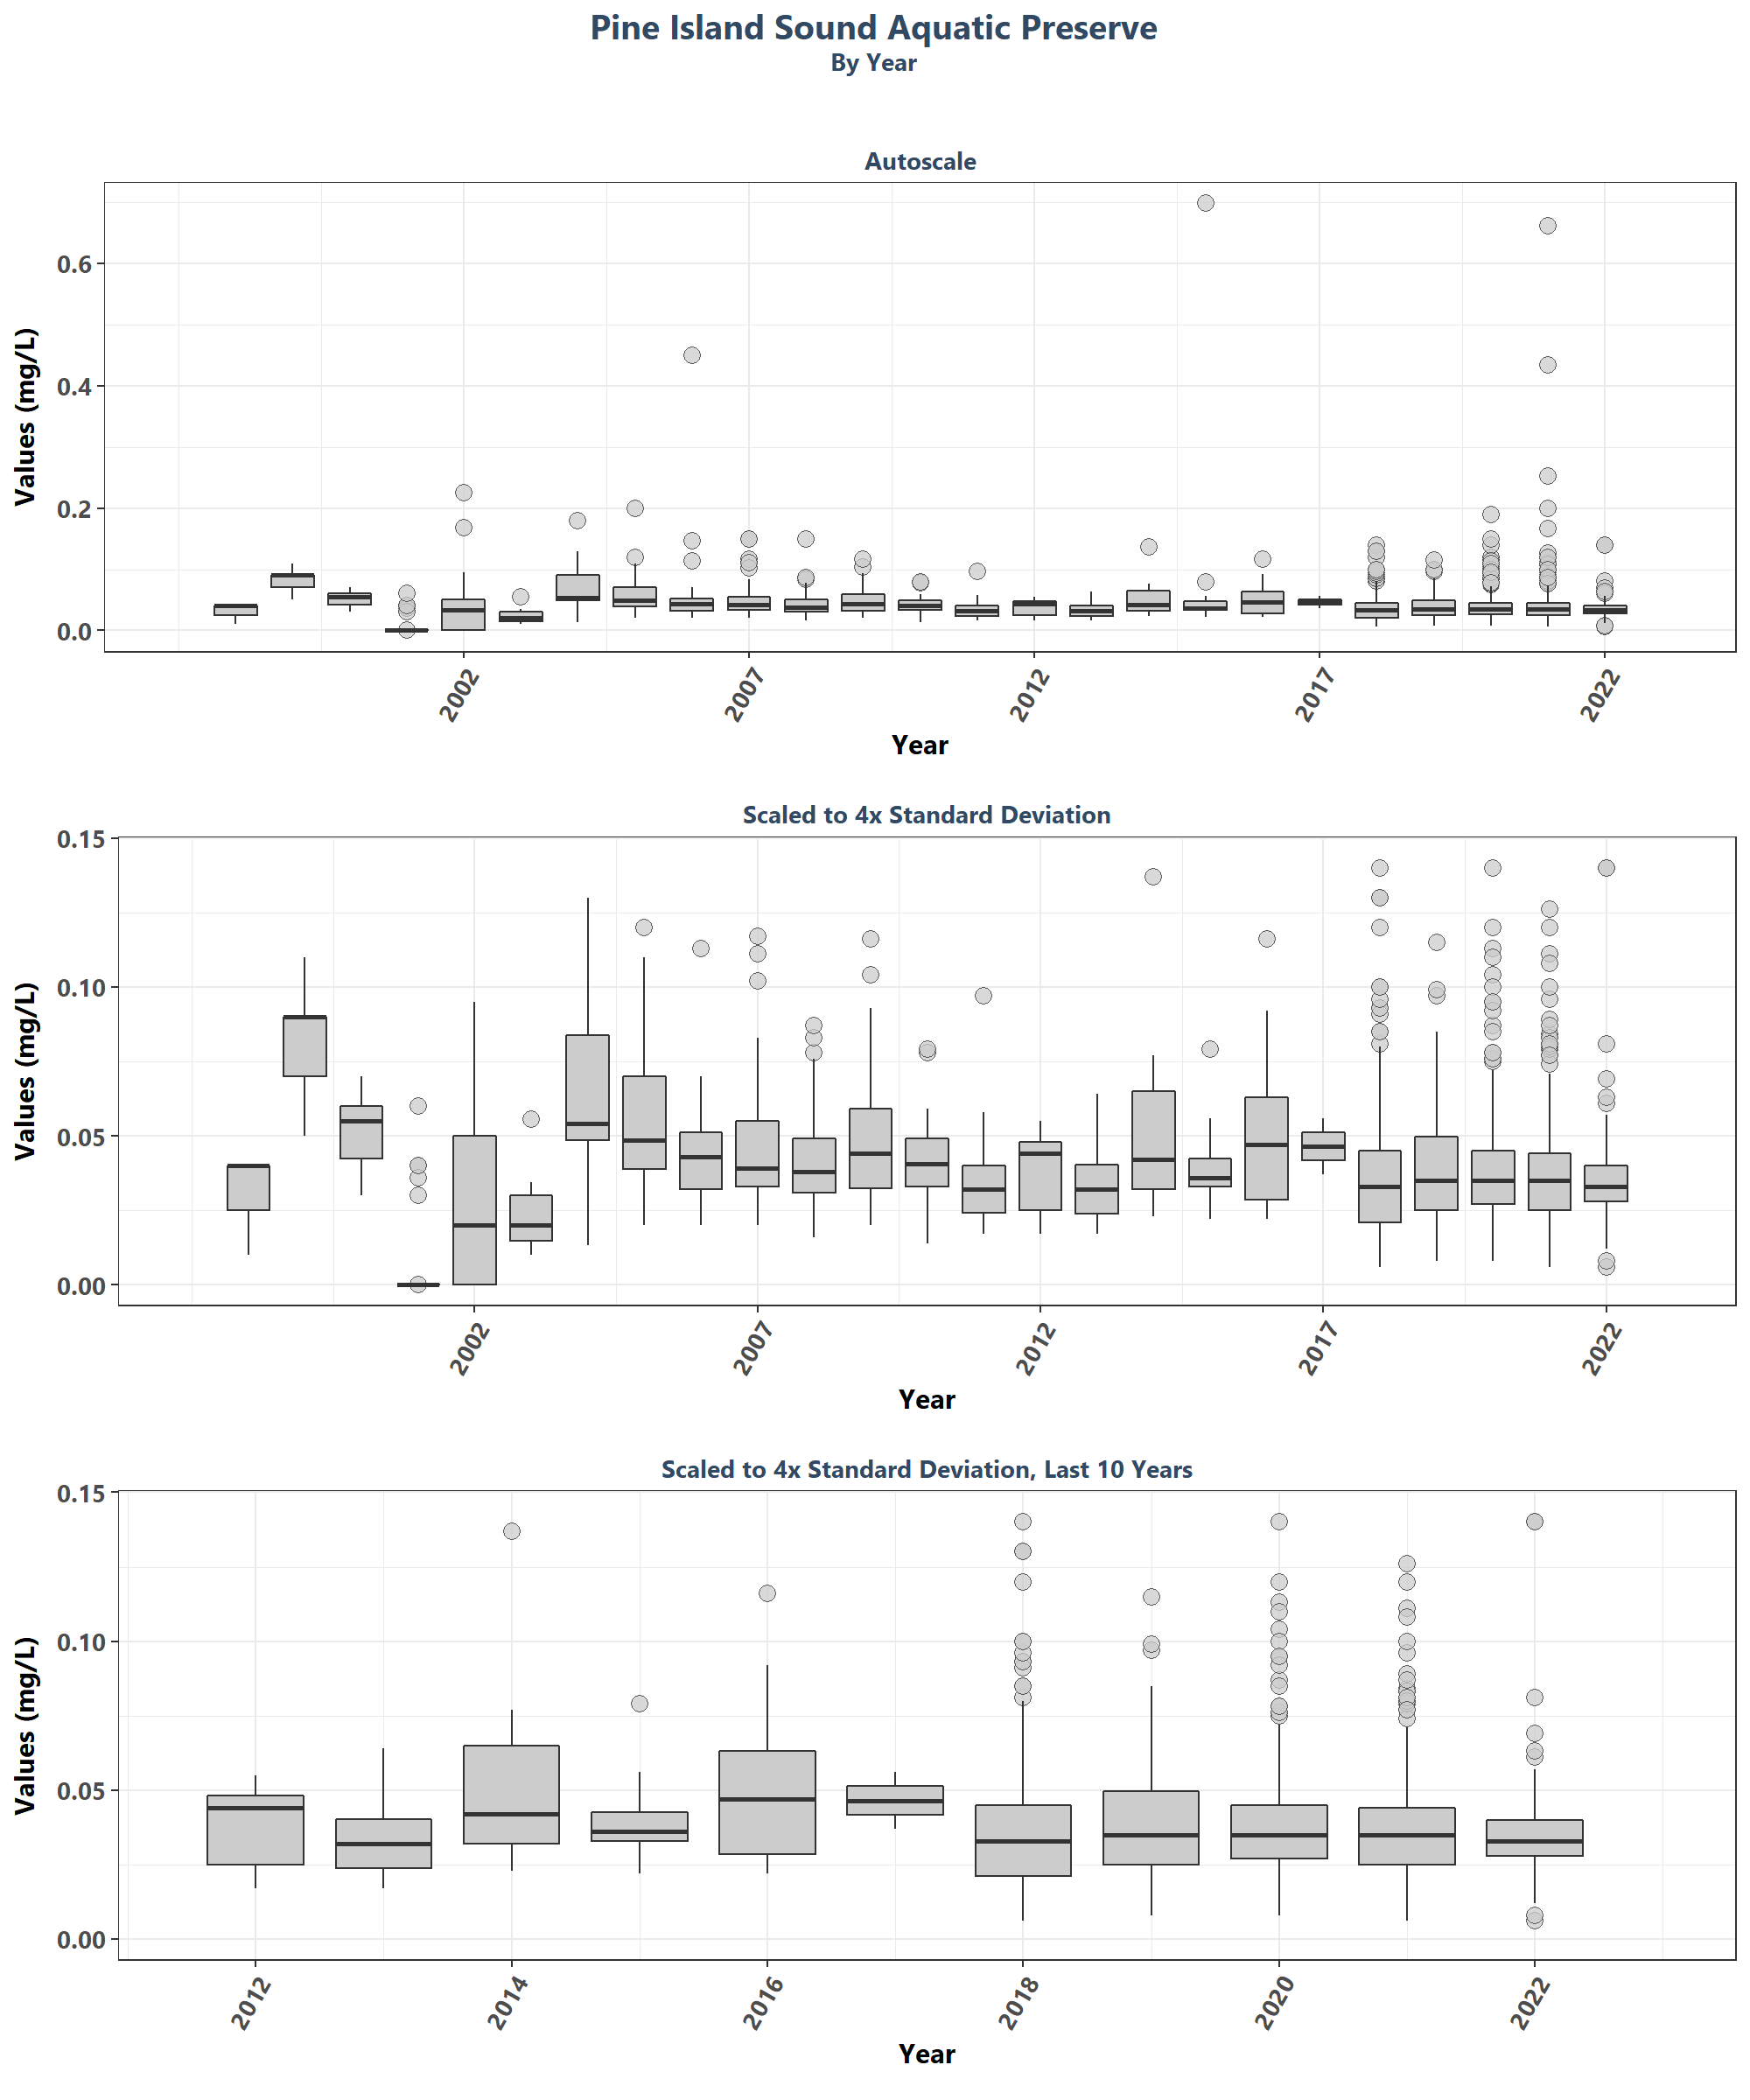 Pine Island Sound Aquatic Preserve
By Year
Autoscale
Values (mg/L)
0.6
0.4
0.2
0.0
2002 2007 2012 2017 2022
Year
Scaled to 4x Standard Deviation
Values (mg/L)
0.15
0.10
0.05
0.00
2002 2007 2012 2017 2022
Year
Scaled to 4x Standard Deviation, Last 10 Years
Values (mg/L)
0.15
0.10
0.05
0.00
2012 2014 2016 2018 2020 2022
Year